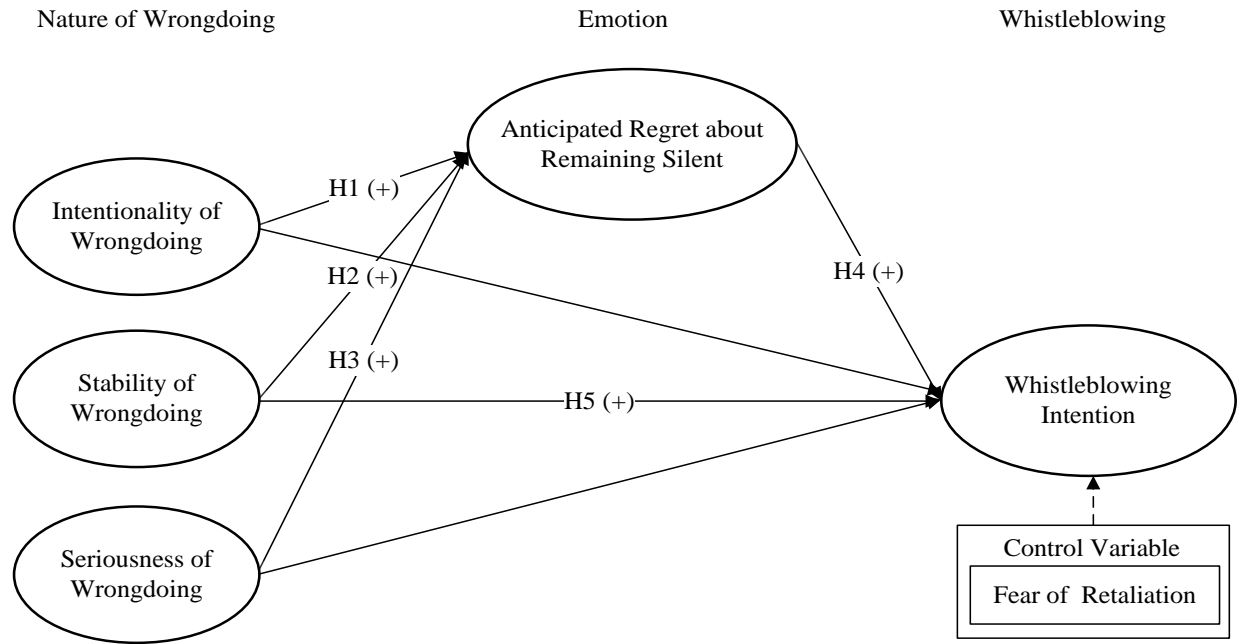 Nature of Wrongdoing
Emotion
Whistleblowing
Anticipated Regret about
Remaining Silent
Intentionality of
Wrongdoing
H1 (+)
H2 (+)
H4 (+)
H3 (+)
Stability of
Wrongdoing
H5 (+)
Whistleblowing
Intention
Seriousness of
Wrongdoing
Control Variable
Fear of Retaliation